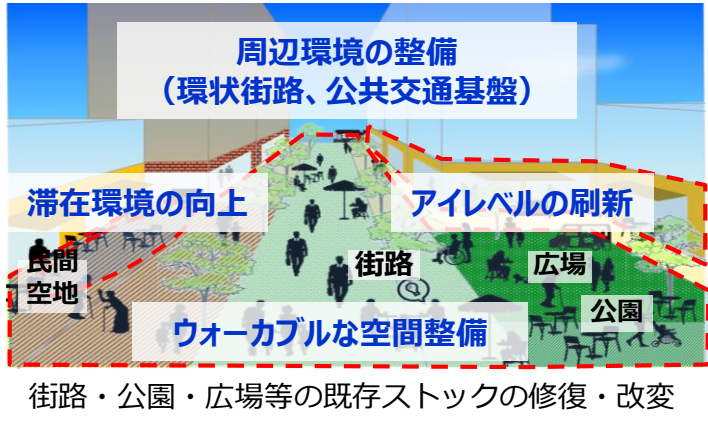 周辺環境の整備
（環状街路、公共交通基盤）
滞在環境の向上
アイレベルの刷新
民間
空地
街路
広場
公園
ウォーカブルな空間整備
街路・公園・広場等の既存ストックの修復・改変